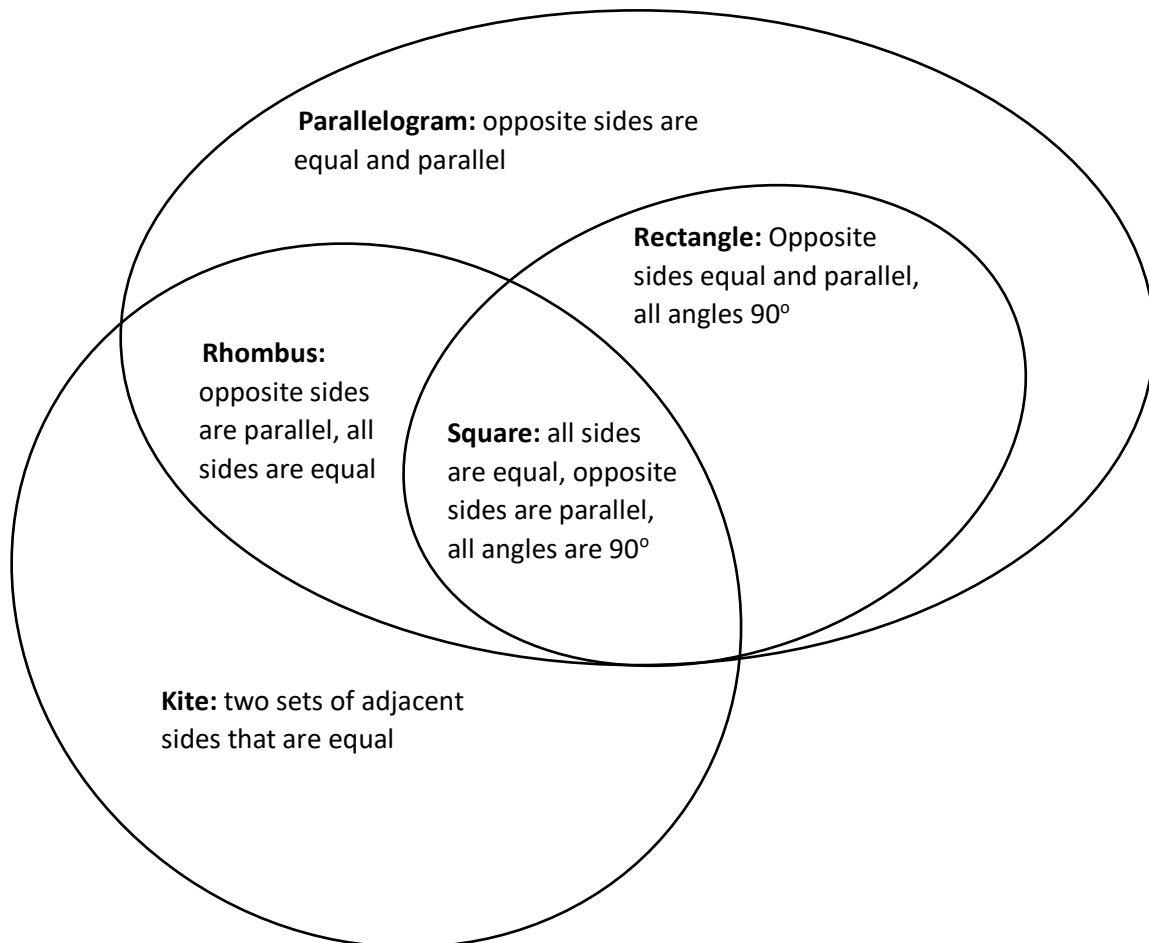 Parallelogram: opposite sides are
equal and parallel
Rectangle: Opposite
sides equal and parallel,
all angles 90º
Rhombus:
opposite sides
are parallel, all
sides are equal
Square: all sides
are equal, opposite
sides are parallel,
all angles are 90º
Kite: two sets of adjacent
sides that are equal